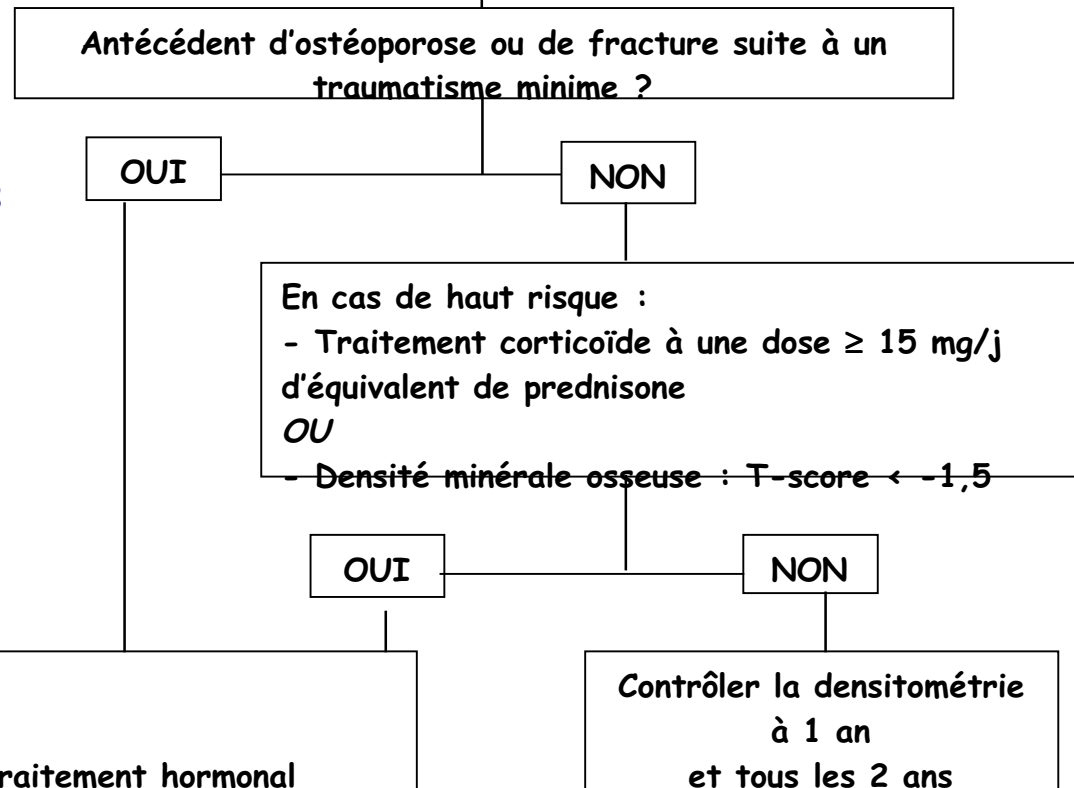 Antécédent d'ostéoporose ou de fracture suite à un
traumatisme minime ?
OUI
NON
En cas de haut risque :
- Traitement corticoïde à une dose ≥ 15 mg/j
d'équivalent de prednisone
OU
- Densité minérale osseuse : T-score < -1,5
OUI
NON
Contrôler la densitométrie
à 1 an
et tous les 2 ans
raitement hormonal